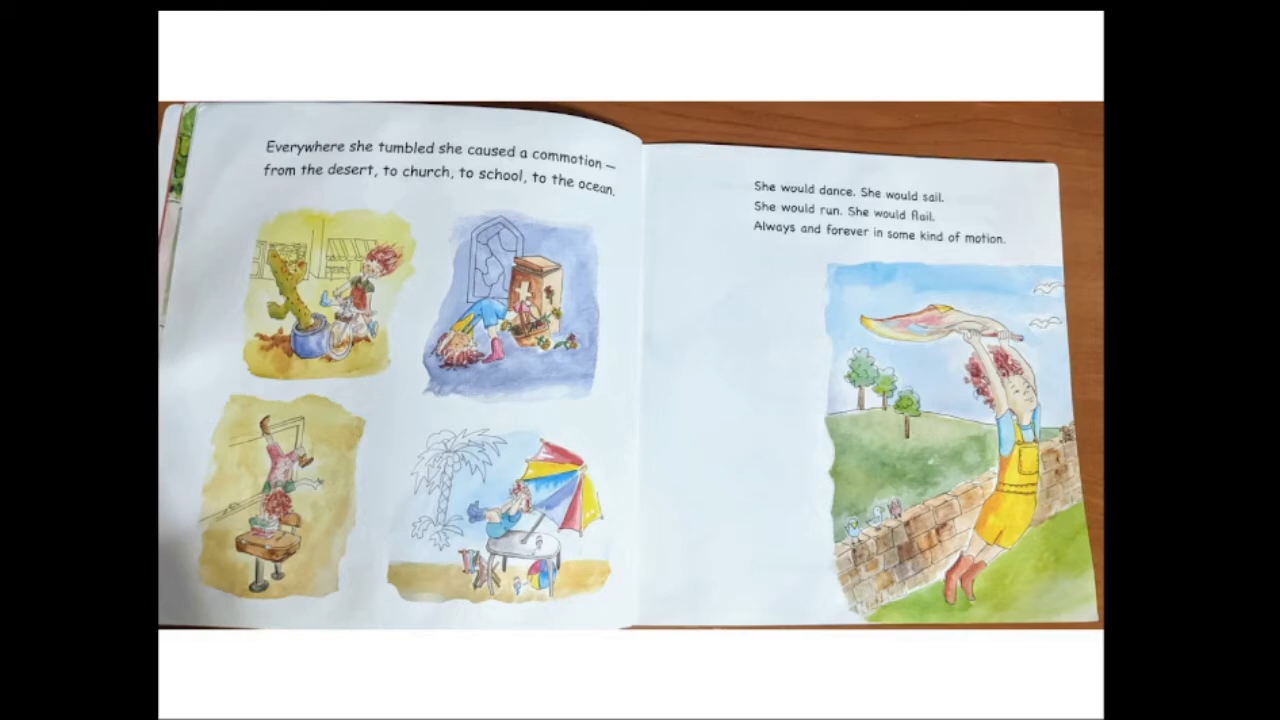 Everywhere she tumbled she caused a commotion —
from the desert, to church, to school, to the ocean.
She would dance. She would sail.
She would run. She would flail.
Always and forever in some kind of motion.